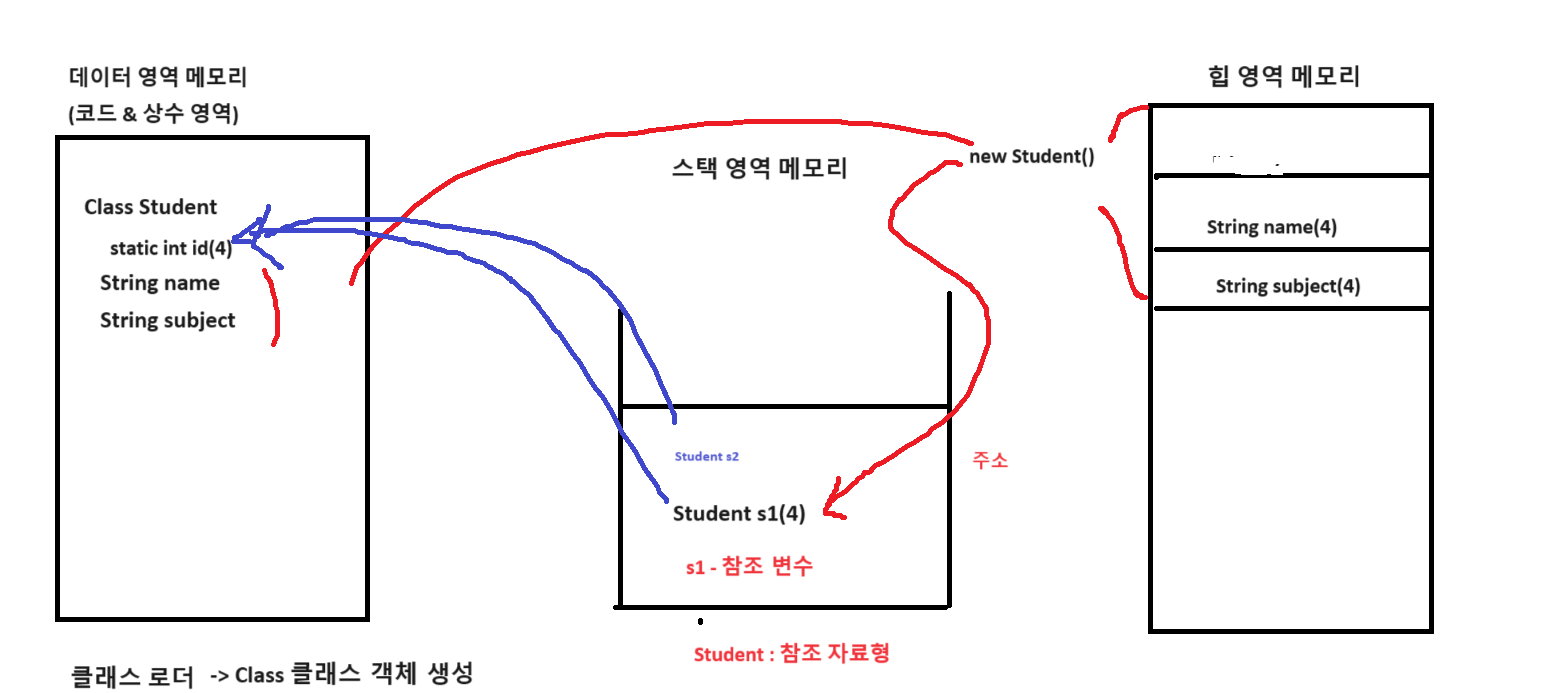 데이터 영역 메모리
(코드 & 상수 영역)
Class Student
static int id(4)
String name
String subject
클래스 로더 -> Class 클래스 객체 생성
스택 영역 메모리
Student s2
Student s1(4)
s1 - 참조 변수
Student : 참조 자료형
new Student()
주소
힙 영역 메모리
String name(4)
String subject(4)